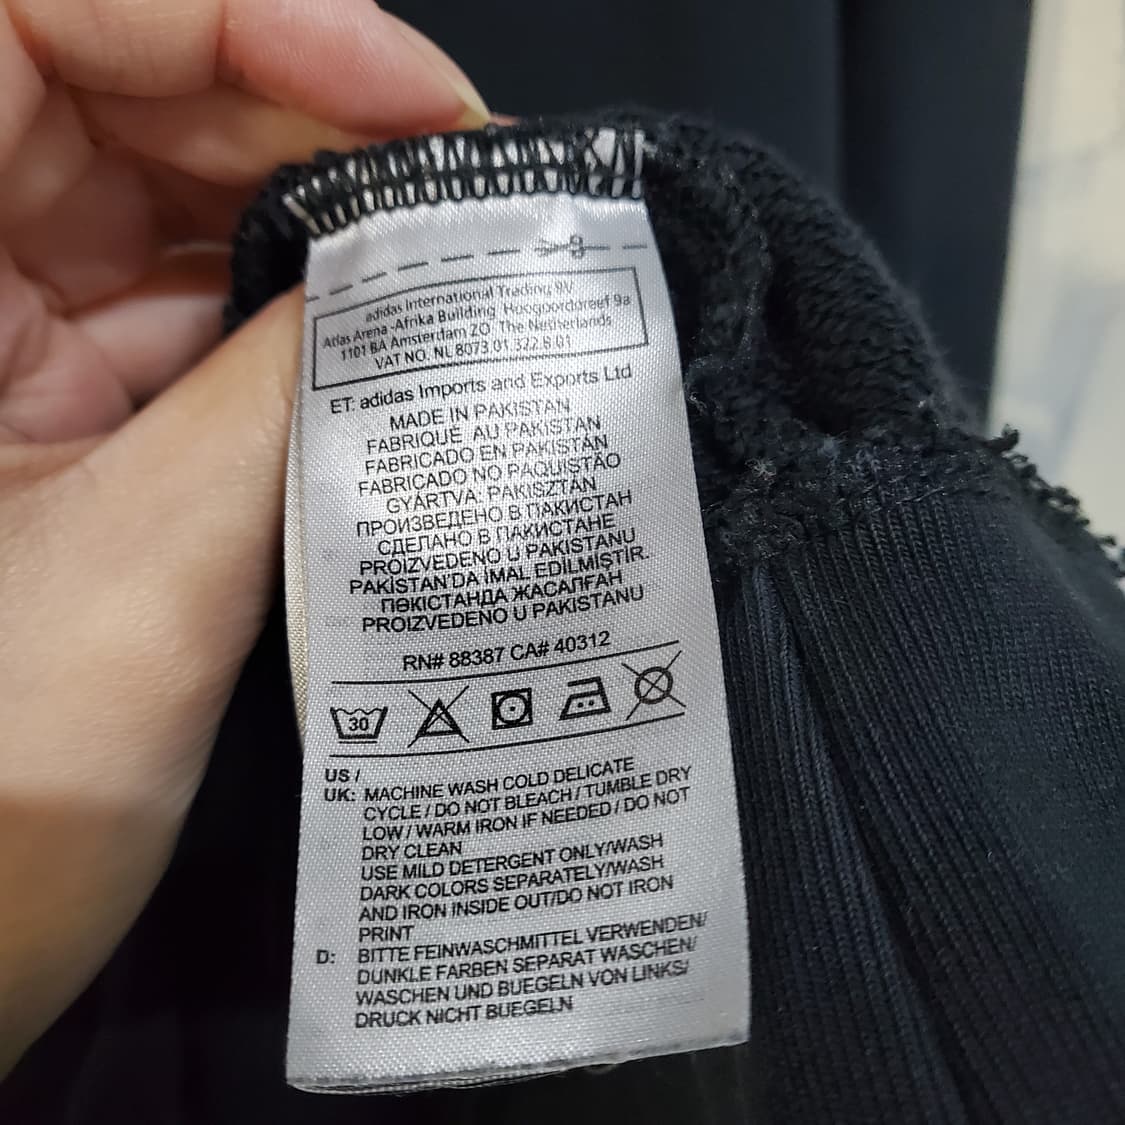 adidas International Trading BV
Atlas Arena -Afrika Building Hoogoorddreef 9a
1101 BA Amsterdam ZO The Netherlands
VAT NO. NL 8073.01.322.B.01
ET: adidas Imports and Exports Ltd
MADE IN PAKISTAN
FABRIQUÉ AU PAKISTAN
FABRICADO EN PAKISTÁN
FABRICADO NO PAQUISTÃO
GYÁRTVA: PAKISZTÁN
ПРОИЗВЕДЕНО В ПАКИСТАН
СДЕЛАНО В ПАКИСТАНЕ
PROIZVEDENO U PAKISTANU
PAKİSTAN'DA İMAL EDİLMİŞTİR.
ПӘКІСТАНДА ЖАСАЛҒАН
PROIZVEDENO U PAKISTANU
RN# 88387 CA# 40312
30
US /
UK: MACHINE WASH COLD DELICATE
CYCLE / DO NOT BLEACH / TUMBLE DRY
LOW / WARM IRON IF NEEDED / DO NOT
DRY CLEAN
USE MILD DETERGENT ONLY/WASH
DARK COLORS SEPARATELY/WASH
AND IRON INSIDE OUT/DO NOT IRON
PRINT
D: BITTE FEINWASCHMITTEL VERWENDEN/
DUNKLE FARBEN SEPARAT WASCHEN/
WASCHEN UND BUEGELN VON LINKS/
DRUCK NICHT BUEGELN